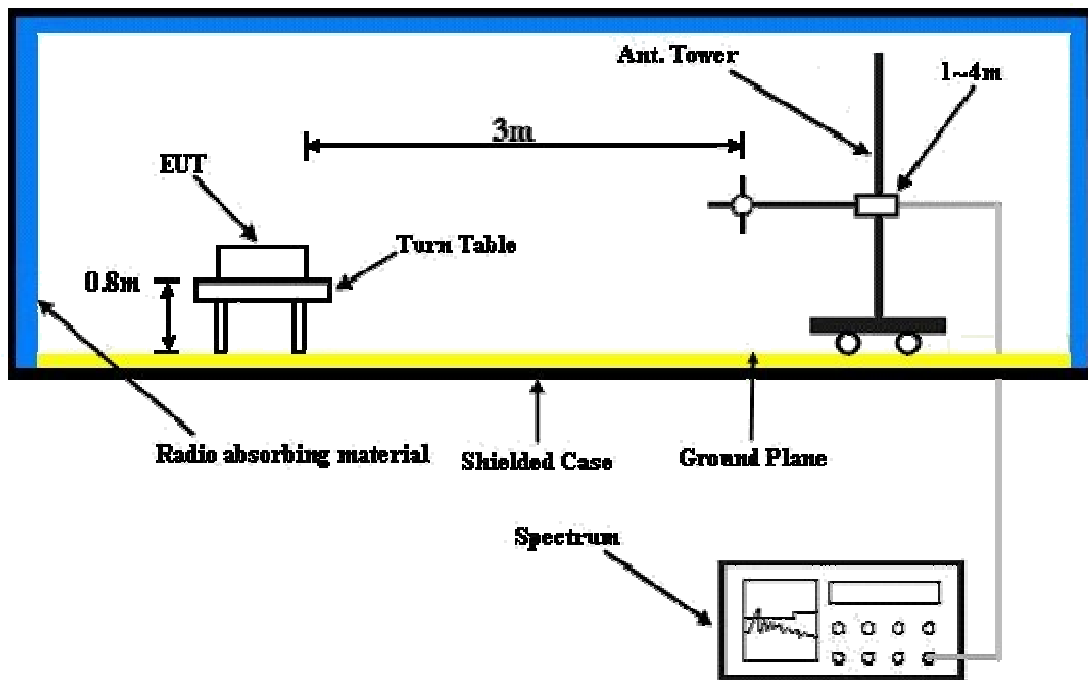 Ant. Tower
1~4m
3m
EUT
Turn Table
0.8m
Radio absorbing material
Shielded Case
Ground Plane
Spectrum